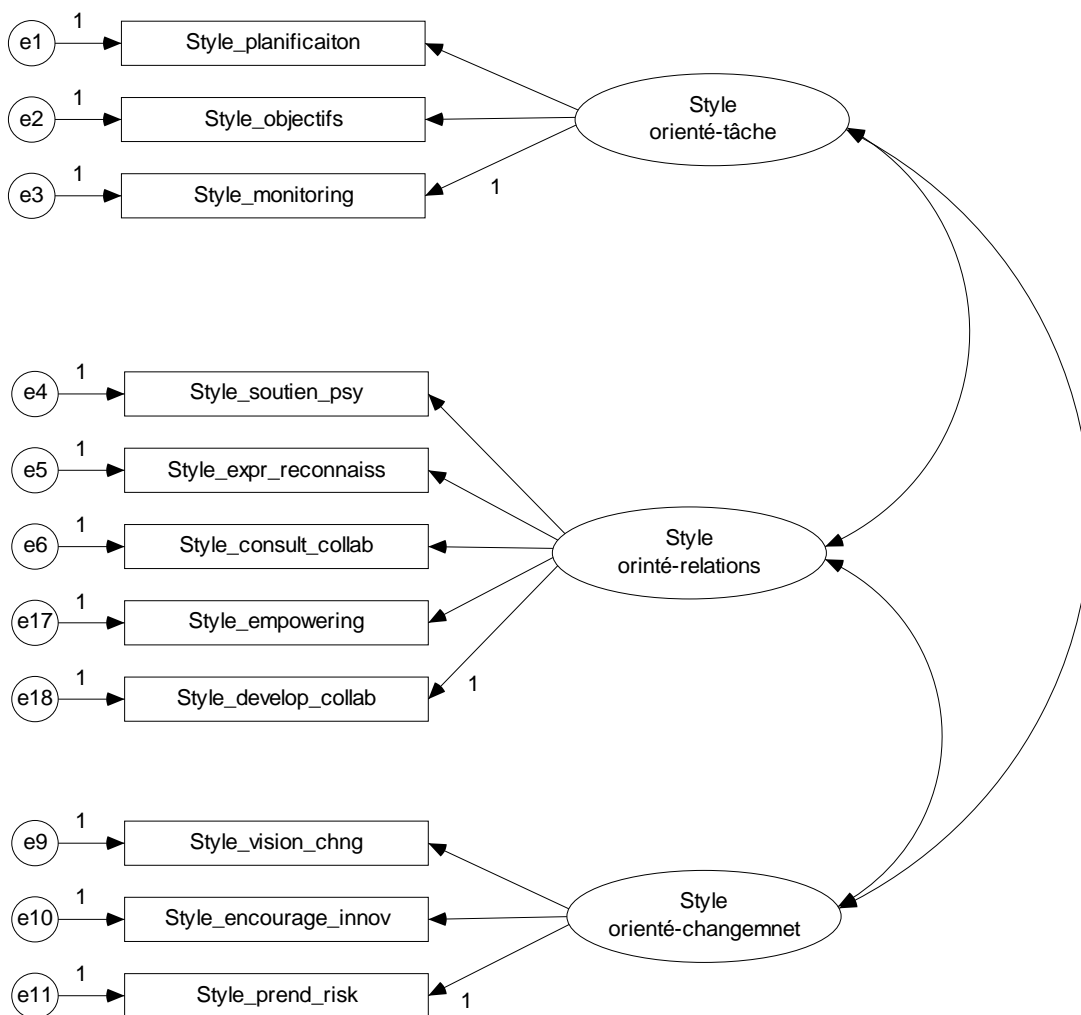 1
e1
Style_planificaiton
1
e2
Style_objectifs
1
e3
Style_monitoring
1
Style
orienté-tâche
1
e4
Style_soutien_psy
1
e5
Style_expr_reconnaiss
1
e6
Style_consult_collab
1
e17
Style_empowering
1
e18
Style_develop_collab
1
Style
orinté-relations
1
e9
Style_vision_chng
1
e10
Style_encourage_innov
1
e11
Style_prend_risk
1
Style
orienté-changemnet